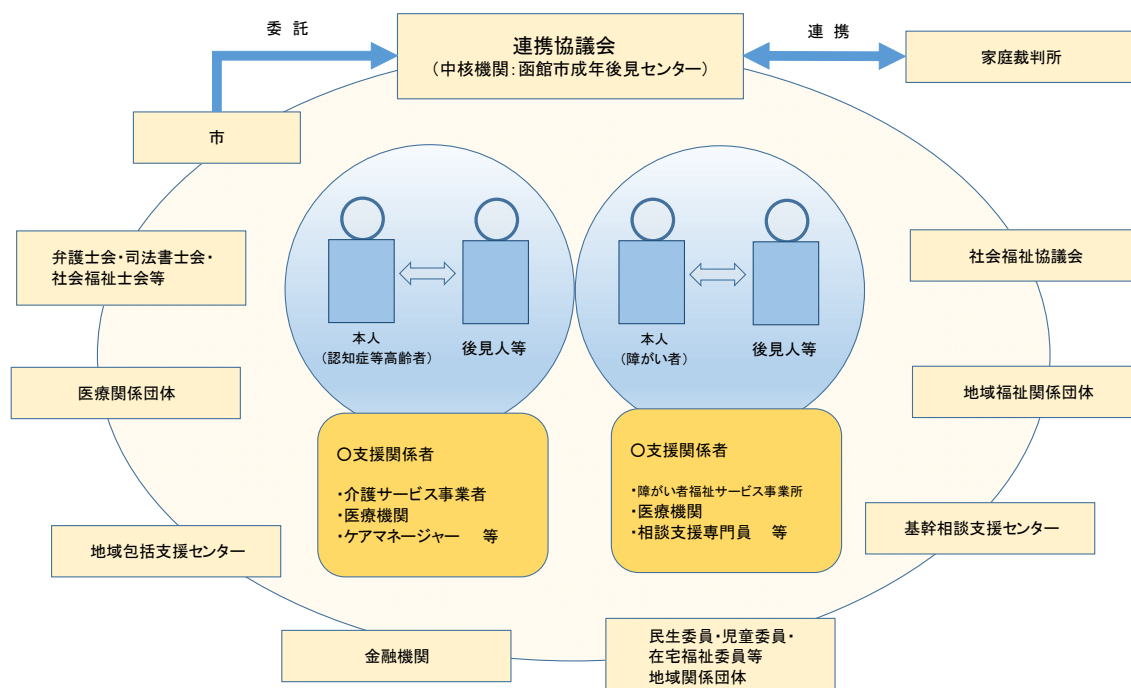 委 託
連携協議会
（中核機関：函館市成年後見センター）
連 携
家庭裁判所
市
弁護士会・司法書士会・
社会福祉士会等
社会福祉協議会
本人
（認知症等高齢者）
後見人等
本人
（障がい者）
後見人等
医療関係団体
地域福祉関係団体
○支援関係者
・介護サービス事業者
・医療機関
・ケアマネージャー　等
○支援関係者
・障がい者福祉サービス事業所
・医療機関
・相談支援専門員　等
地域包括支援センター
基幹相談支援センター
金融機関
民生委員・児童委員・
在宅福祉委員等
地域関係団体